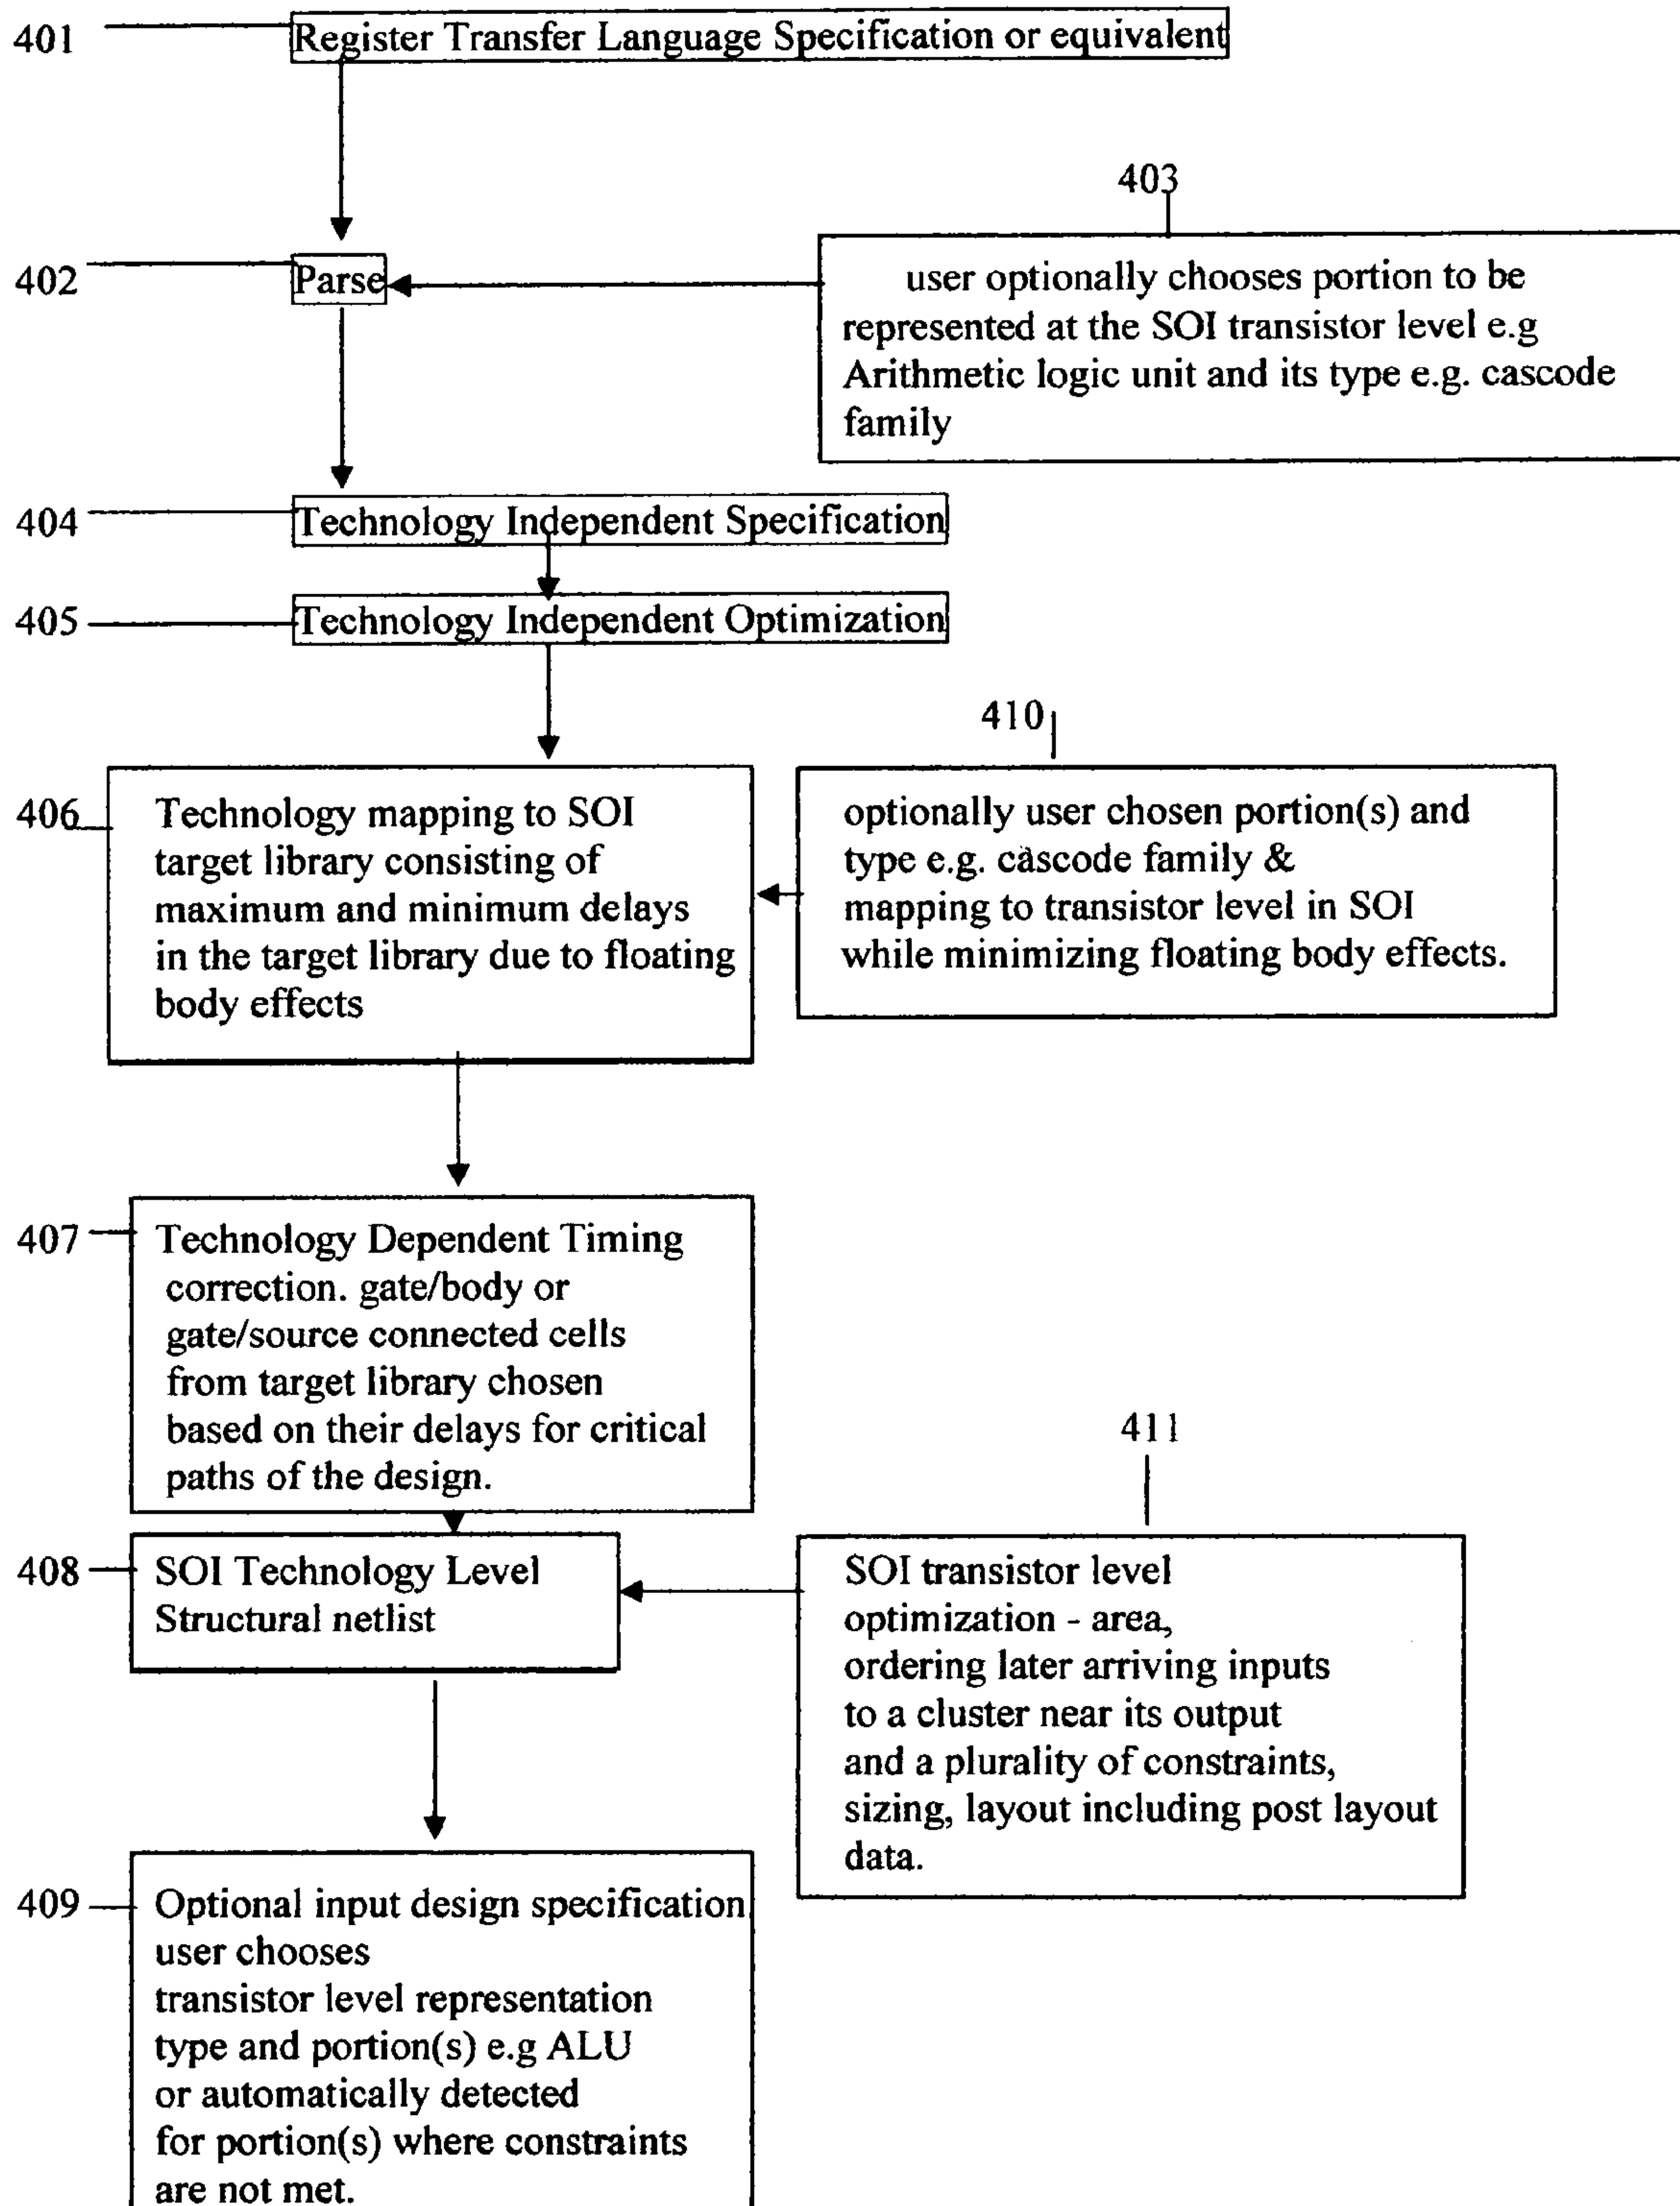 401
Register Transfer Language Specification or equivalent
403
402
Parse
user optionally chooses portion to be
represented at the SOI transistor level e.g
Arithmetic logic unit and its type e.g. cascode
family
404
Technology Independent Specification
405
Technology Independent Optimization
410
406
Technology mapping to SOI
target library consisting of
maximum and minimum delays
in the target library due to floating
body effects
optionally user chosen portion(s) and
type e.g. cascode family &
mapping to transistor level in SOI
while minimizing floating body effects.
407
Technology Dependent Timing
correction. gate/body or
gate/source connected cells
from target library chosen
based on their delays for critical
paths of the design.
411
408
SOI Technology Level
Structural netlist
SOI transistor level
optimization - area,
ordering later arriving inputs
to a cluster near its output
and a plurality of constraints,
sizing, layout including post layout
data.
409
Optional input design specification
user chooses
transistor level representation
type and portion(s) e.g ALU
or automatically detected
for portion(s) where constraints
are not met.